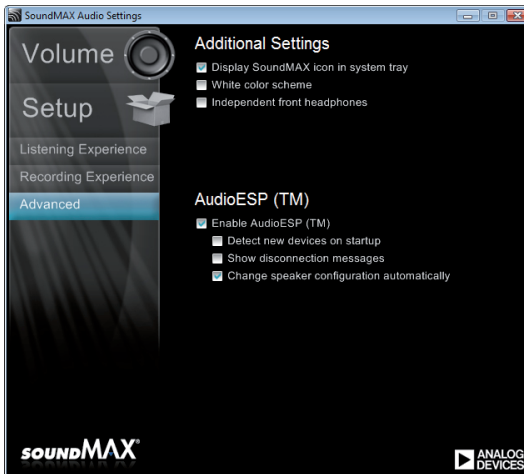 SoundMAX Audio Settings
Volume
Setup
Listening Experience
Recording Experience
Advanced
Additional Settings
Display SoundMAX icon in system tray
White color scheme
Independent front headphones
AudioESP (TM)
Enable AudioESP (TM)
Detect new devices on startup
Show disconnection messages
Change speaker configuration automatically
SOUNDMAX®
ANALOG
DEVICES